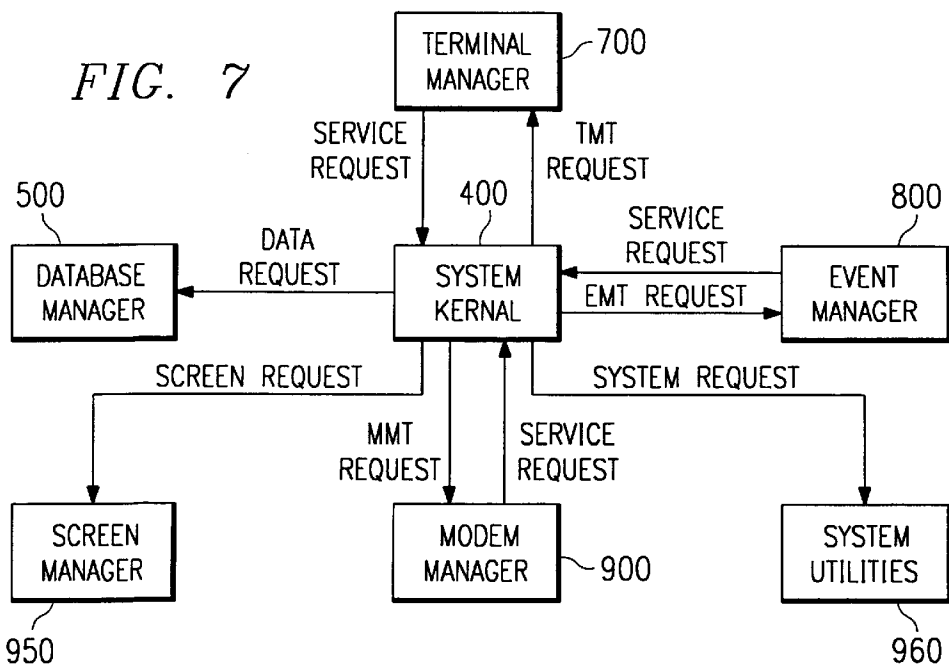 FIG. 7
TERMINAL
MANAGER
700
SERVICE
REQUEST
TMT
REQUEST
500
400
800
DATABASE
MANAGER
DATA
REQUEST
SYSTEM
KERNAL
SERVICE
REQUEST
EMT REQUEST
EVENT
MANAGER
SCREEN REQUEST
SYSTEM REQUEST
MMT
REQUEST
SERVICE
REQUEST
SCREEN
MANAGER
950
MODEM
MANAGER
900
SYSTEM
UTILITIES
960